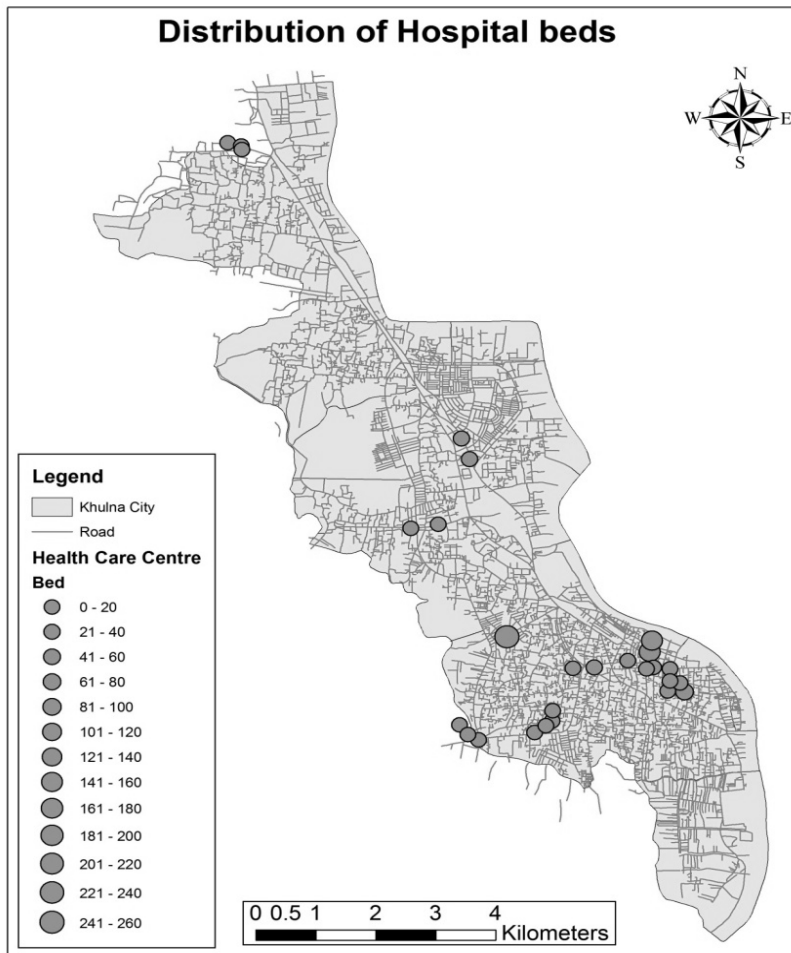 Distribution of Hospital beds
N
W
E
S
Legend
Khulna City
Road
Health Care Centre
Bed
0 - 20
21 - 40
41 - 60
61 - 80
81 - 100
101 - 120
121 - 140
141 - 160
161 - 180
181 - 200
201 - 220
221 - 240
241 - 260
0 0.5 1 2 3 4
Kilometers